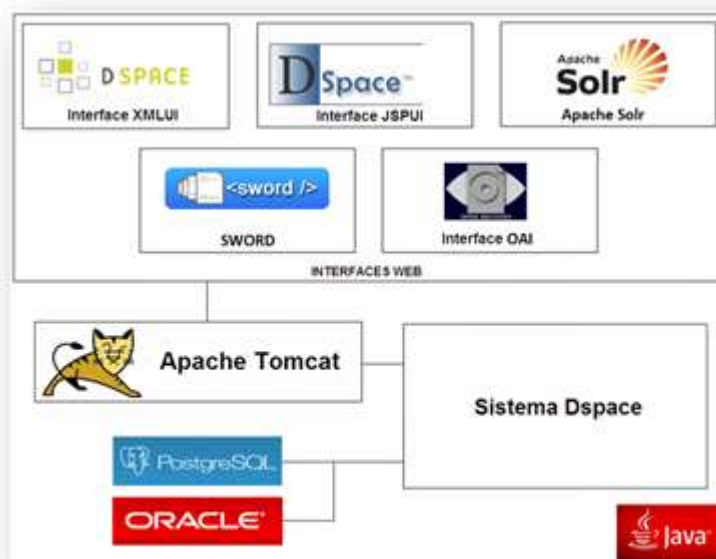 DSPACE
Interface XMLUI
DSpace™
Interface JSPUI
Apache
Solr
Apache Solr
<sword />
SWORD
Interface OAI
INTERFACES WEB
Apache Tomcat
Sistema Dspace
PostgreSQL
ORACLE®
Java